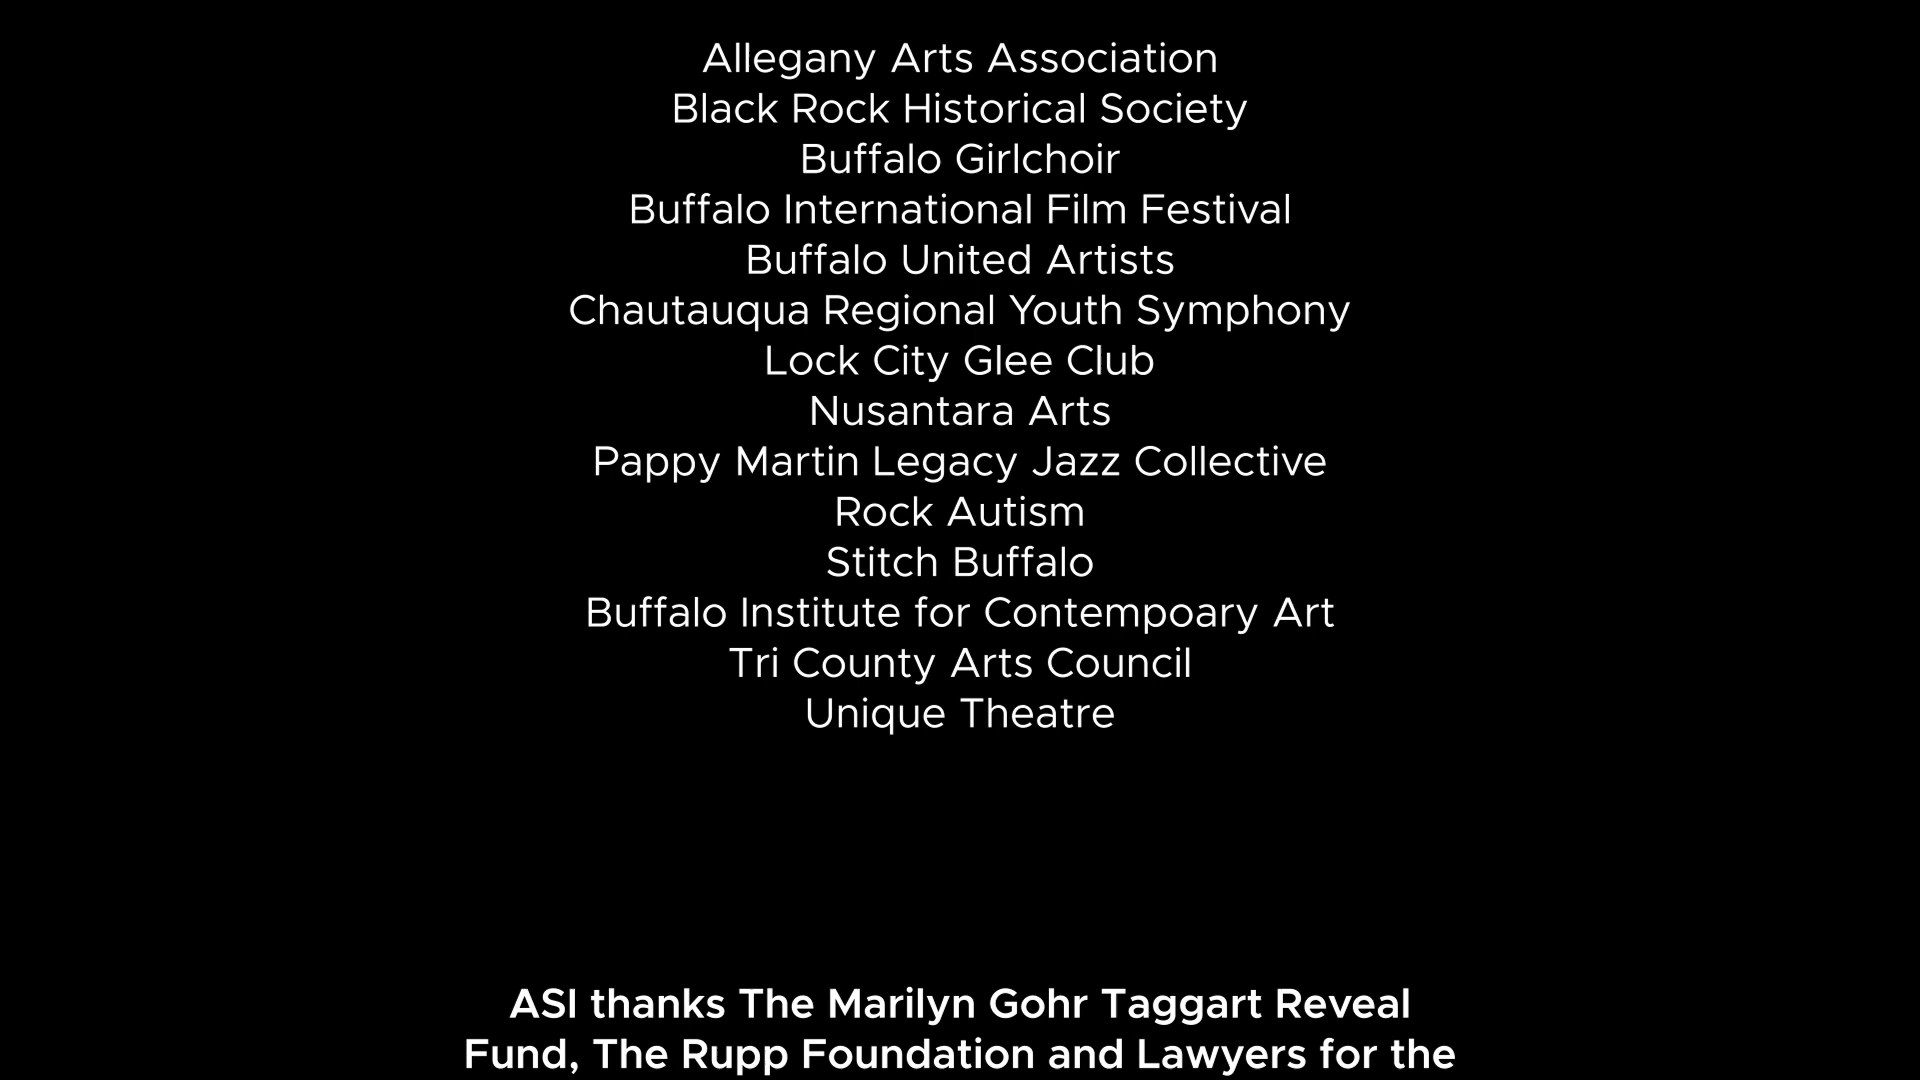 Allegany Arts Association
Black Rock Historical Society
Buffalo Girlchoir
Buffalo International Film Festival
Buffalo United Artists
Chautauqua Regional Youth Symphony
Lock City Glee Club
Nusantara Arts
Pappy Martin Legacy Jazz Collective
Rock Autism
Stitch Buffalo
Buffalo Institute for Contempoary Art
Tri County Arts Council
Unique Theatre
ASI thanks The Marilyn Gohr Taggart Reveal
Fund, The Rupp Foundation and Lawyers for the